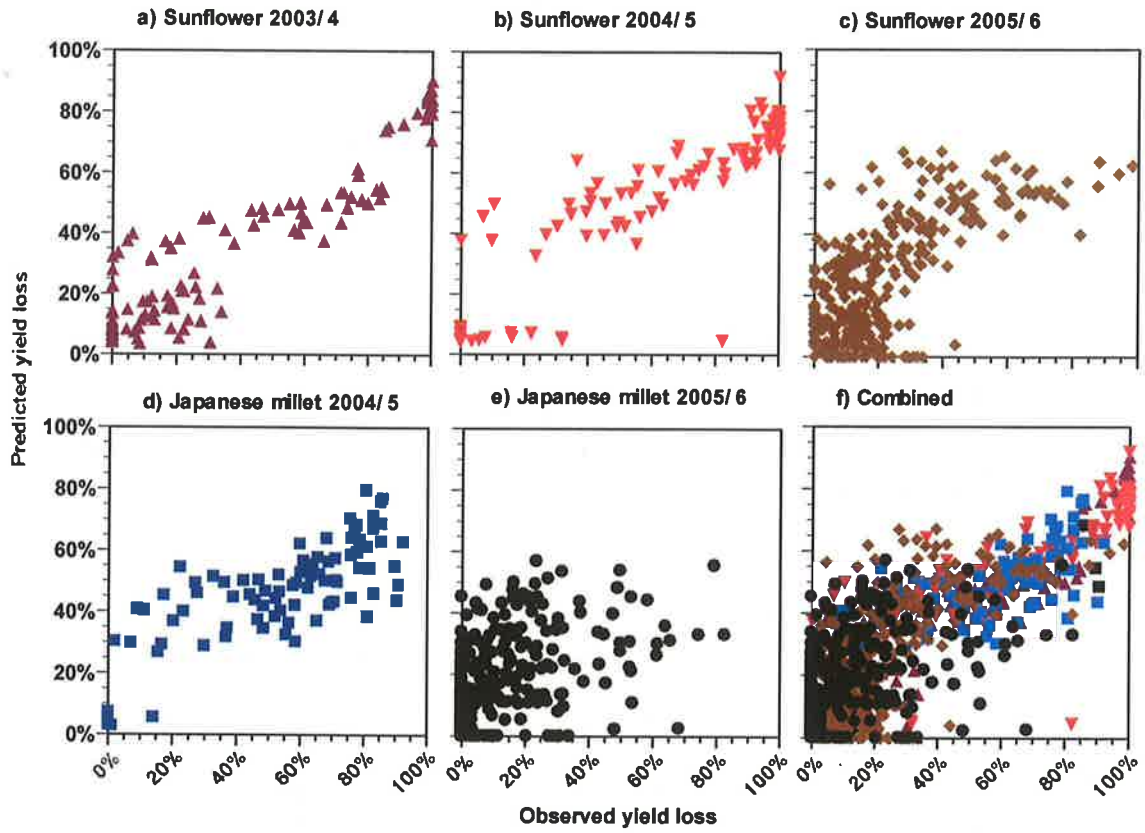 a) Sunflower 2003/4
b) Sunflower 2004/5
c) Sunflower 2005/6
100%
80%
60%
40%
20%
0%
d) Japanese millet 2004/5
e) Japanese millet 2005/6
f) Combined
100%
80%
60%
40%
20%
0%
Predicted yield loss
0% 20% 40% 60% 80% 100%
0% 20% 40% 60% 80% 100%
0% 20% 40% 60% 80% 100%
Observed yield loss